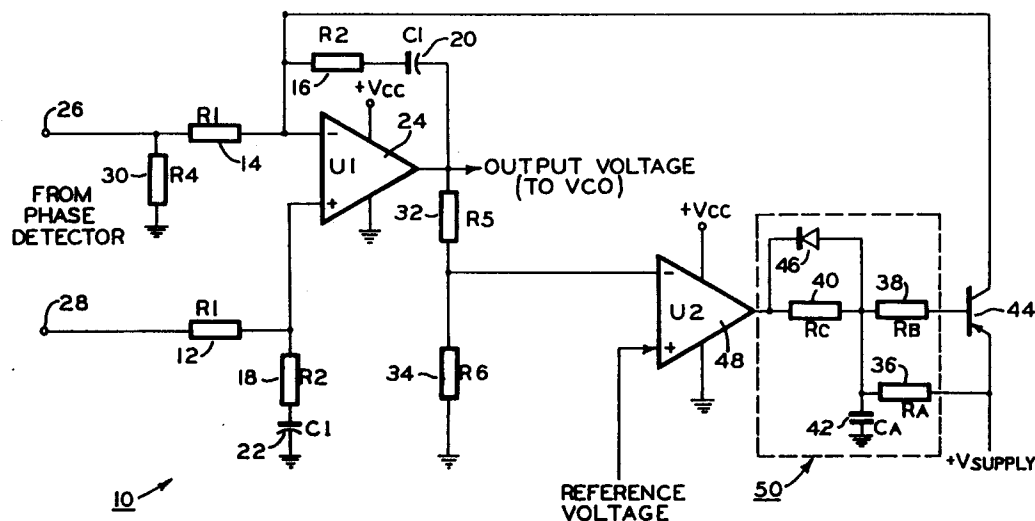 R2
C1
20
16
+VCC
26
R1
24
14
-
U1
+
30
R4
FROM
PHASE
DETECTOR
OUTPUT VOLTAGE
(TO VCO)
32
R5
+VCC
46
28
R1
12
-
U2
+
48
40
RC
38
RB
44
18
R2
34
R6
36
RA
22
C1
42
CA
+VSUPPLY
10
REFERENCE
VOLTAGE
50